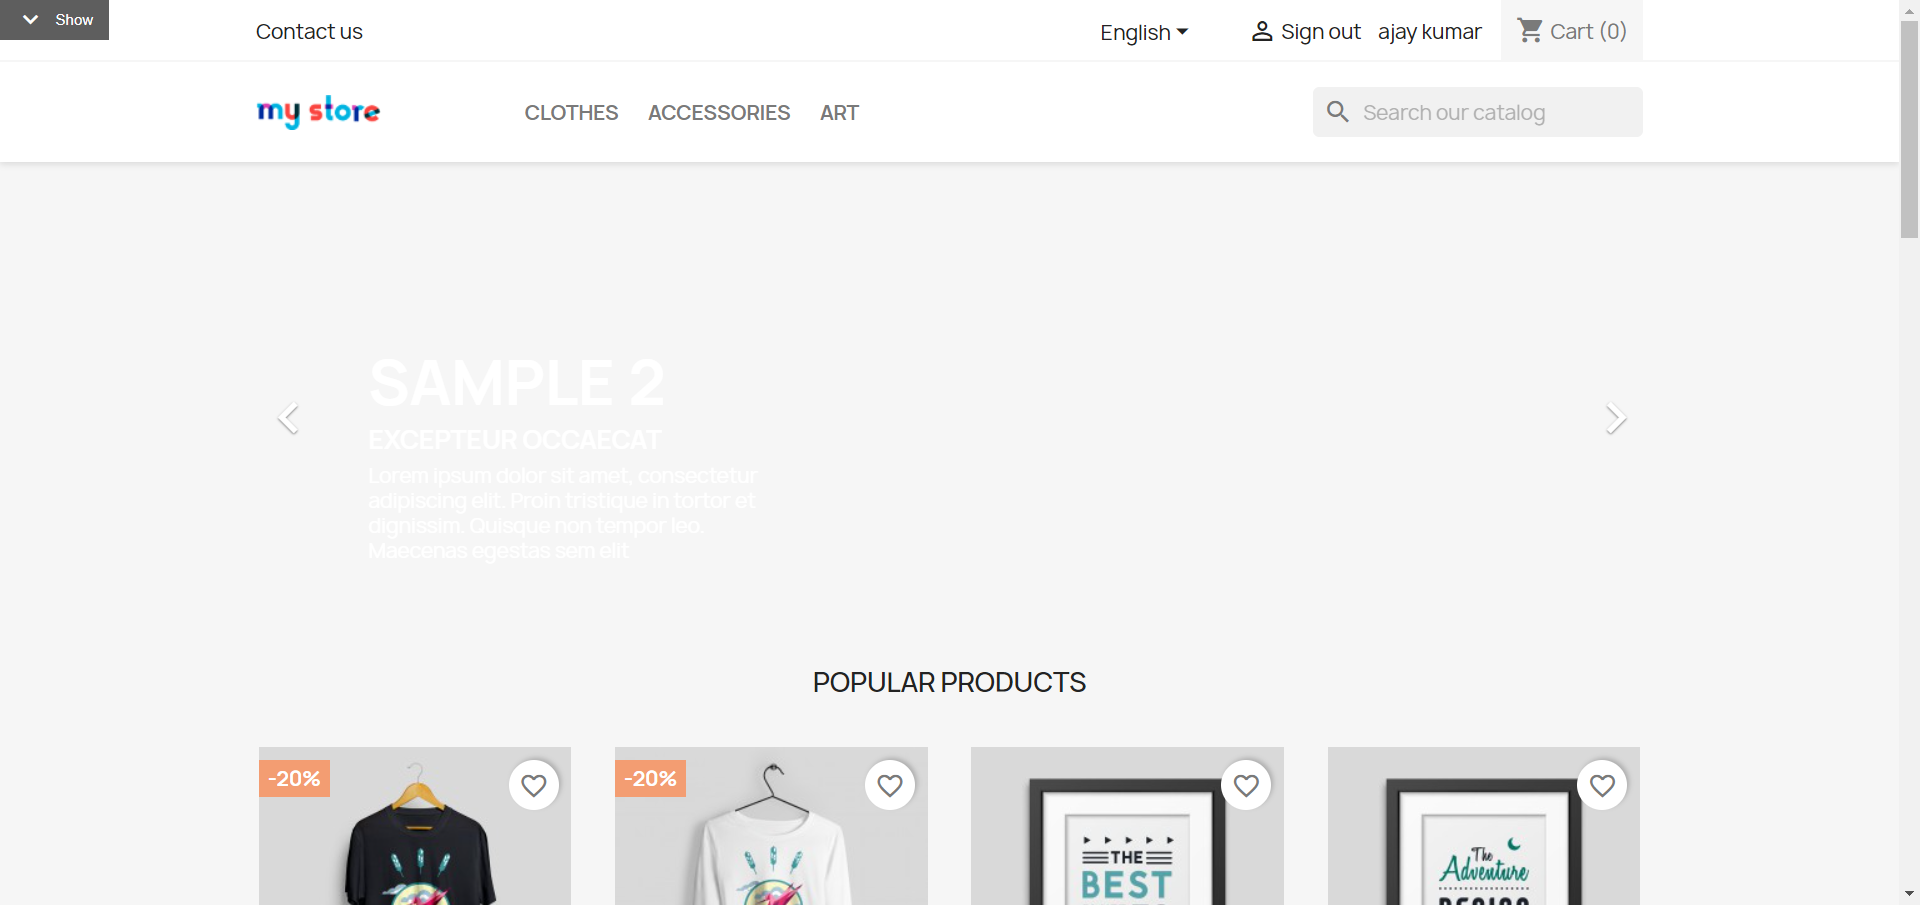 Show
Contact us
English
Sign out
ajay kumar
Cart (0)
my store
CLOTHES
ACCESSORIES
ART
Search our catalog
SAMPLE 2
EXCEPTEUR OCCAECAT
Lorem ipsum dolor sit amet, consectetur
adipiscing elit. Proin tristique in tortor et
dignissim. Quisque non tempor leo.
Maecenas egestas sem elit
POPULAR PRODUCTS
-20%
-20%
THE
BEST
The
Adventure